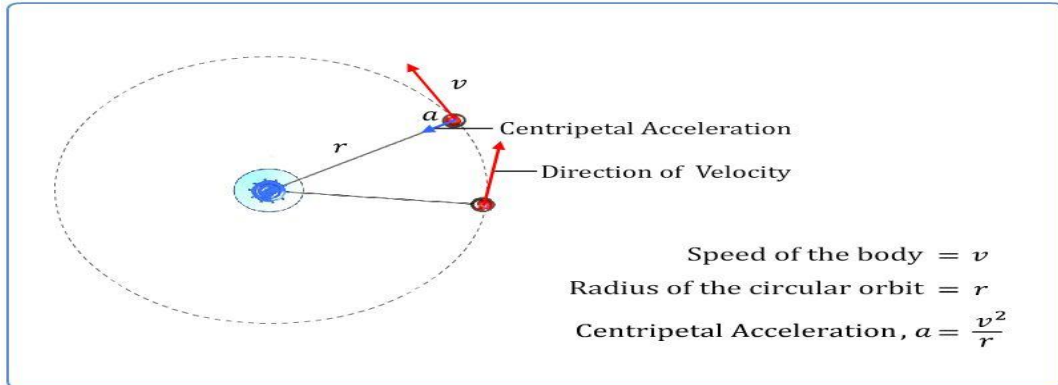 v
a
Centripetal Acceleration
r
Direction of Velocity
Speed of the body = v
Radius of the circular orbit = r
Centripetal Acceleration, a = v²/r